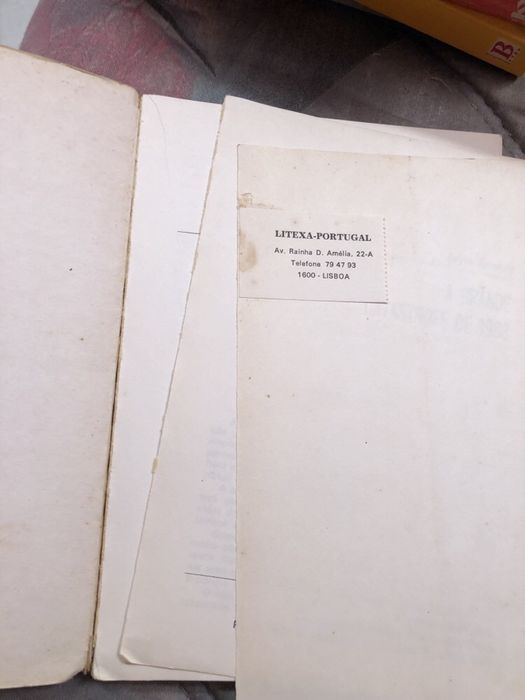 LITEXA-PORTUGAL
Av. Rainha D. Amélia, 22-A
Telefone 79 47 93
1600 - LISBOA
B